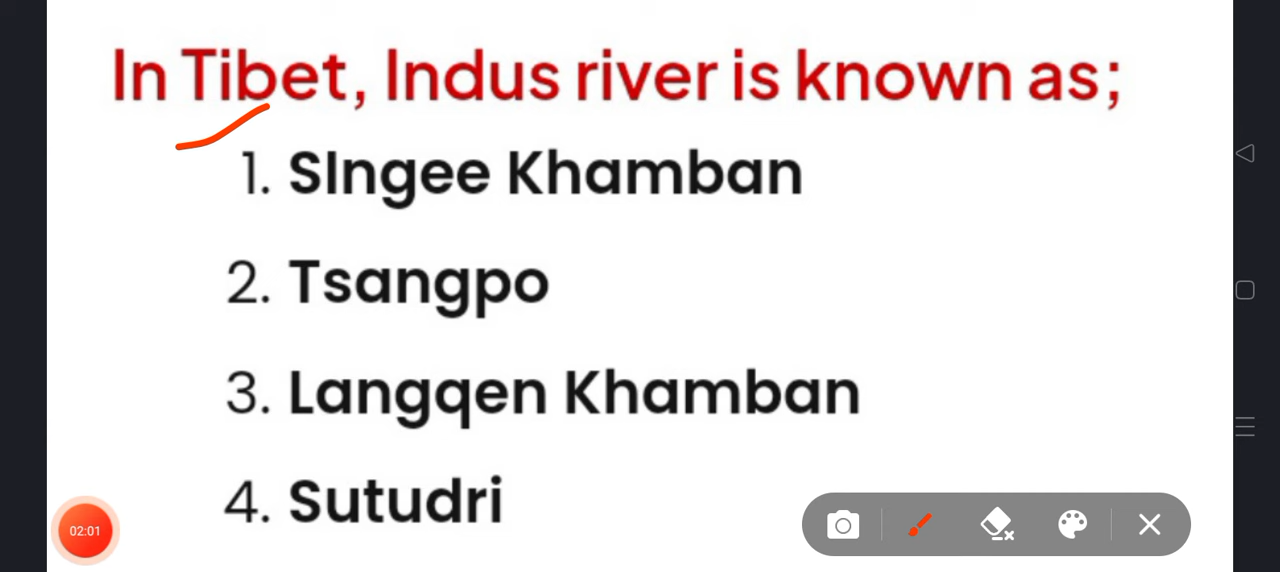 In Tibet, Indus river is known as;
1. SIngee Khamban
2. Tsangpo
3. Langqen Khamban
4. Sutudri
02:01